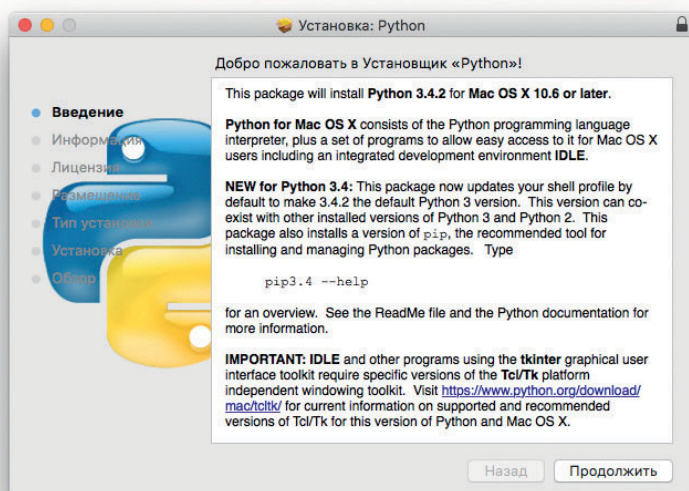 Установка: Python
Добро пожаловать в Установщик «Python»!
Введение
Информация
Лицензия
Размещение
Тип установки
Установка
Обзор
This package will install Python 3.4.2 for Mac OS X 10.6 or later.
Python for Mac OS X consists of the Python programming language
interpreter, plus a set of programs to allow easy access to it for Mac OS X
users including an integrated development environment IDLE.
NEW for Python 3.4: This package now updates your shell profile by
default to make 3.4.2 the default Python 3 version. This version can co-
exist with other installed versions of Python 3 and Python 2. This
package also installs a version of pip, the recommended tool for
installing and managing Python packages. Type
pip3.4 --help
for an overview. See the ReadMe file and the Python documentation for
more information.
IMPORTANT: IDLE and other programs using the tkinter graphical user
interface toolkit require specific versions of the Tcl/Tk platform
independent windowing toolkit. Visit https://www.python.org/download/
mac/tcltk/ for current information on supported and recommended
versions of Tcl/Tk for this version of Python and Mac OS X.
Назад
Продолжить